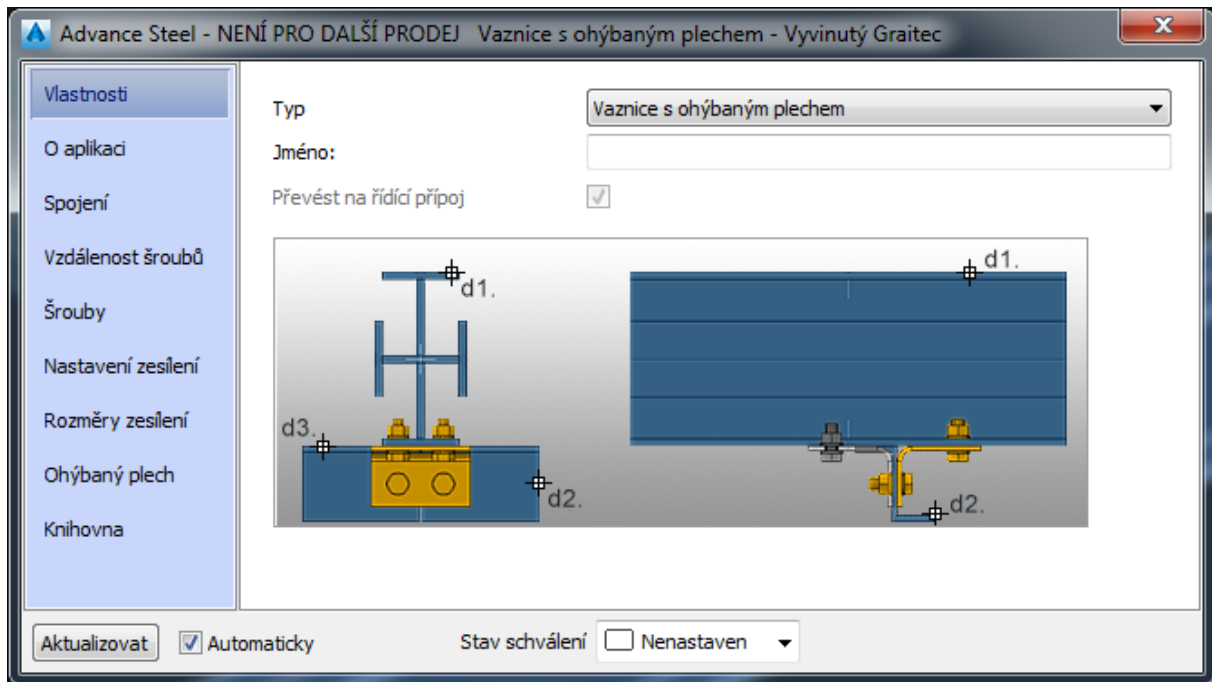 Advance Steel - NENÍ PRO DALŠÍ PRODEJ   Vaznice s ohýbaným plechem - Vyvinutý Graitec
Vlastnosti
O aplikaci
Spojení
Vzdálenost šroubů
Šrouby
Nastavení zesílení
Rozměry zesílení
Ohýbaný plech
Knihovna
Typ
Vaznice s ohýbaným plechem
Jméno:
Převést na řídící přípoj
d1.
d1.
d3.
d2.
d2.
Aktualizovat
Automaticky
Stav schválení
Nenastaven